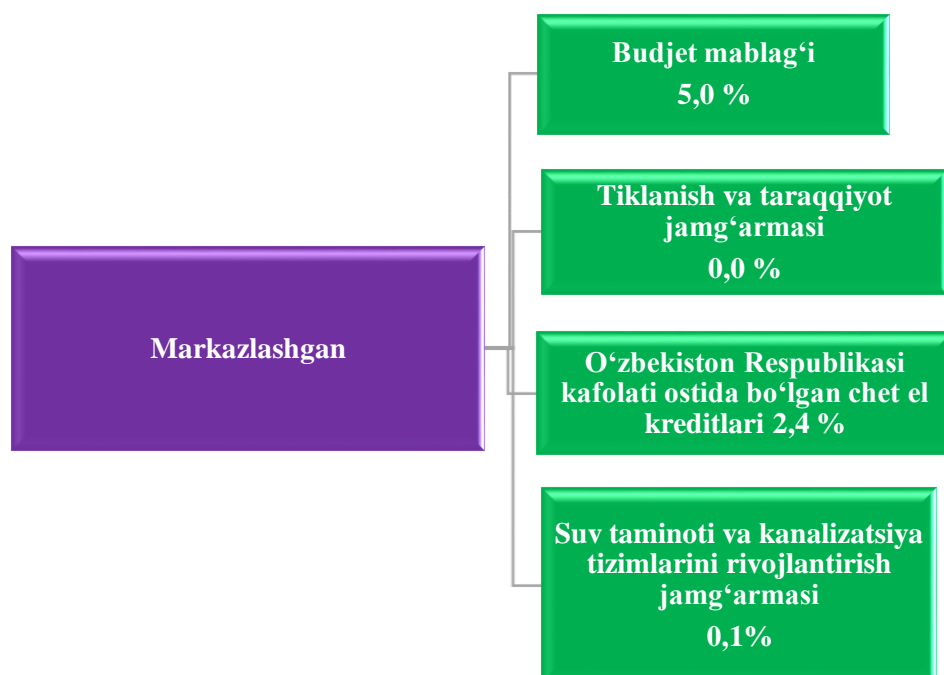 Budjet mablag‘i
5,0 %
Tiklanish va taraqqiyot
jamg‘armasi
0,0 %
Markazlashgan
O‘zbekiston Respublikasi
kafolati ostida bo‘lgan chet el
kreditlari 2,4 %
Suv taminoti va kanalizatsiya
tizimlarini rivojlantirish
jamg‘armasi
0,1%